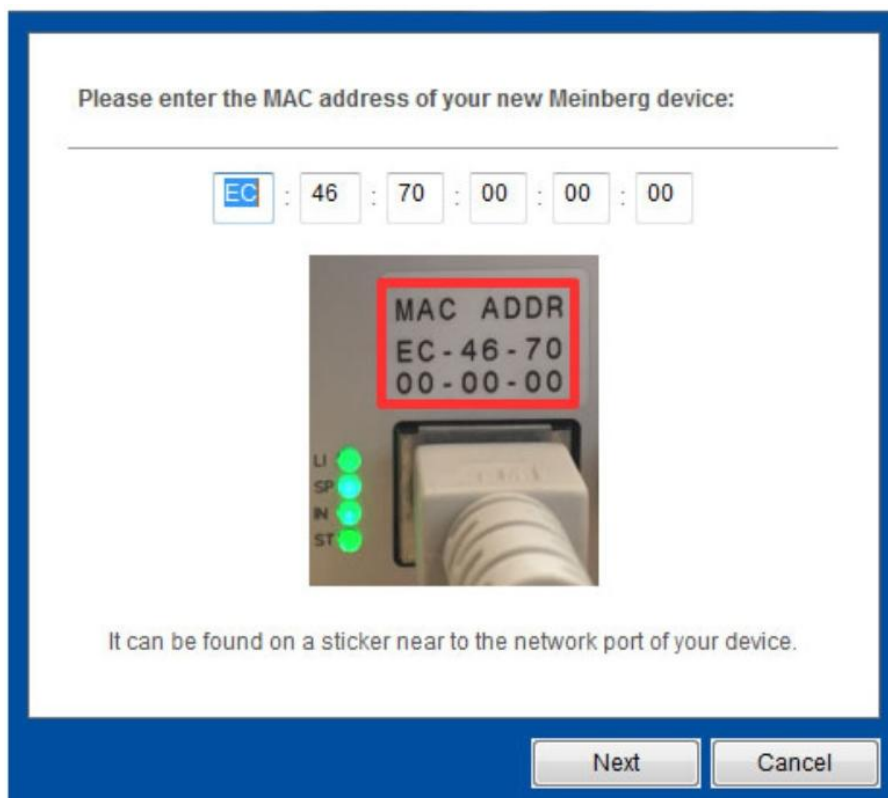 Please enter the MAC address of your new Meinberg device:
EC : 46 : 70 : 00 : 00 : 00
MAC ADDR
EC-46-70
00-00-00
LI
SP
IN
ST
It can be found on a sticker near to the network port of your device.
Next Cancel